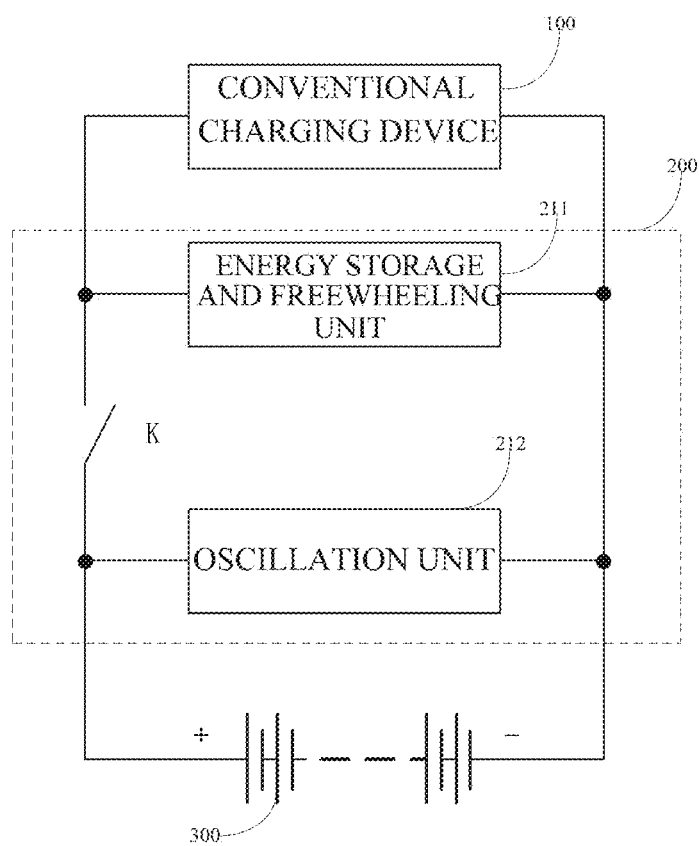 100
CONVENTIONAL
CHARGING DEVICE
200
211
ENERGY STORAGE
AND FREEWHEELING
UNIT
K
212
OSCILLATION UNIT
+ −
300